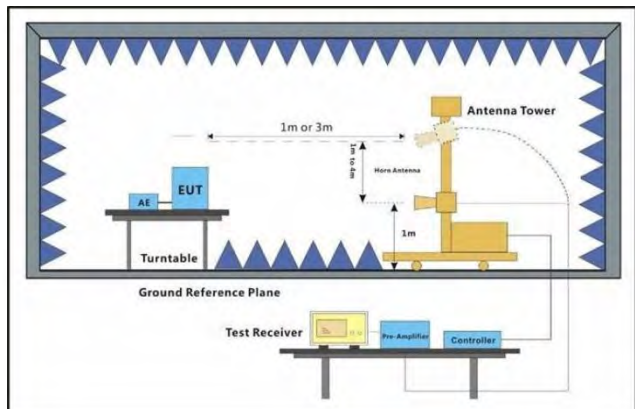 1m or 3m
Antenna Tower
1m to 4m
Horn Antenna
EUT
AE
1m
Turntable
Ground Reference Plane
Test Receiver
Pre-Amplifier
Controller